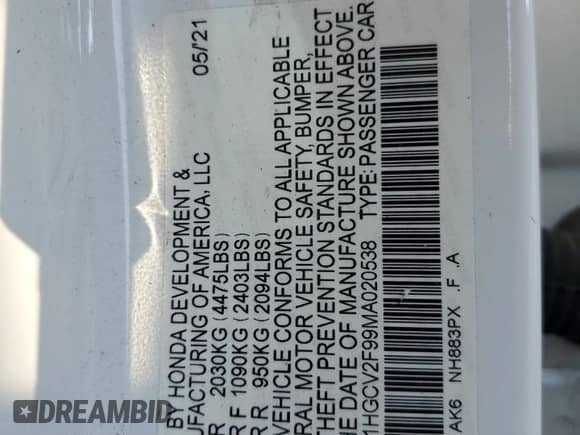 BY HONDA DEVELOPMENT & 05/'21
UFACTURING OF AMERICA, LLC
R 2030KG (4475LBS)
R F 1090KG (2403LBS)
R R 950KG (2094LBS)
VEHICLE CONFORMS TO ALL APPLICABLE
RAL MOTOR VEHICLE SAFETY, BUMPER,
THEFT PREVENTION STANDARDS IN EFFECT
E DATE OF MANUFACTURE SHOWN ABOVE.
1HGCV2F99MA020538 TYPE: PASSENGER CAR
AK6 NH883PX .F .A
DREAMBID